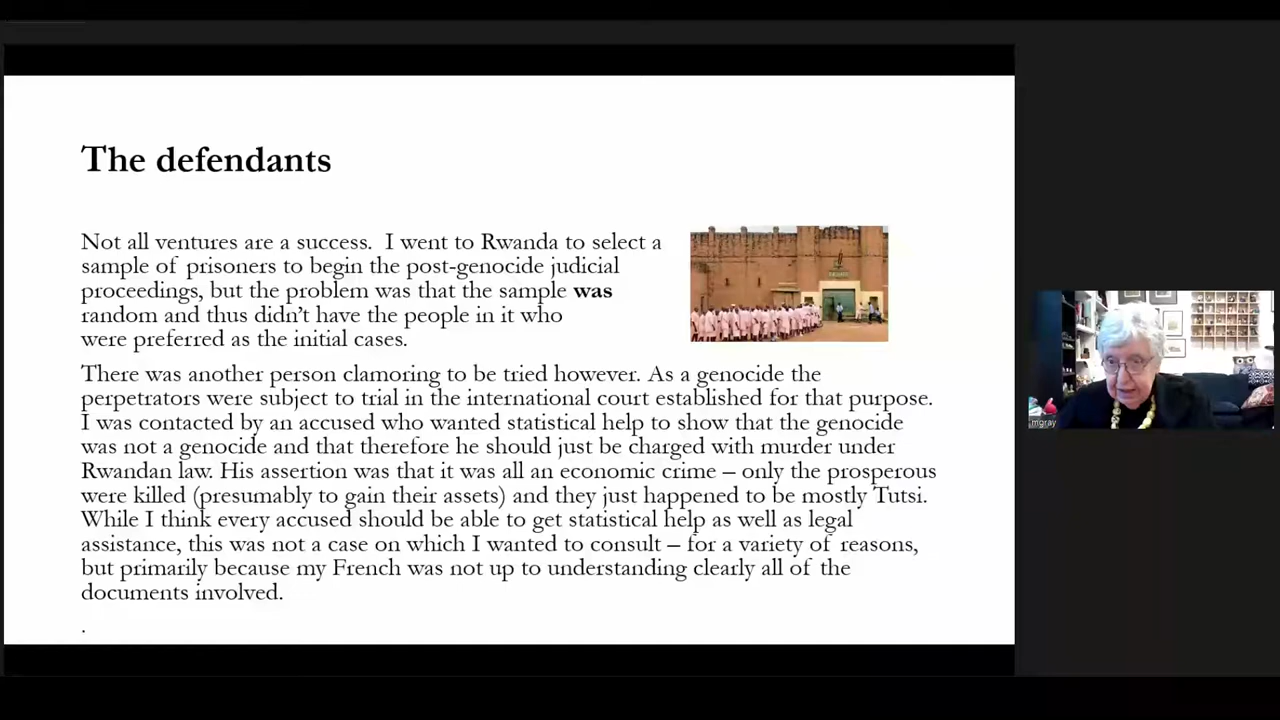 The defendants
Not all ventures are a success.  I went to Rwanda to select a
sample of prisoners to begin the post-genocide judicial
proceedings, but the problem was that the sample was
random and thus didn't have the people in it who
were preferred as the initial cases.
There was another person clamoring to be tried however. As a genocide the
perpetrators were subject to trial in the international court established for that purpose.
I was contacted by an accused who wanted statistical help to show that the genocide
was not a genocide and that therefore he should just be charged with murder under
Rwandan law. His assertion was that it was all an economic crime – only the prosperous
were killed (presumably to gain their assets) and they just happened to be mostly Tutsi.
While I think every accused should be able to get statistical help as well as legal
assistance, this was not a case on which I wanted to consult – for a variety of reasons,
but primarily because my French was not up to understanding clearly all of the
documents involved.
.
mgray